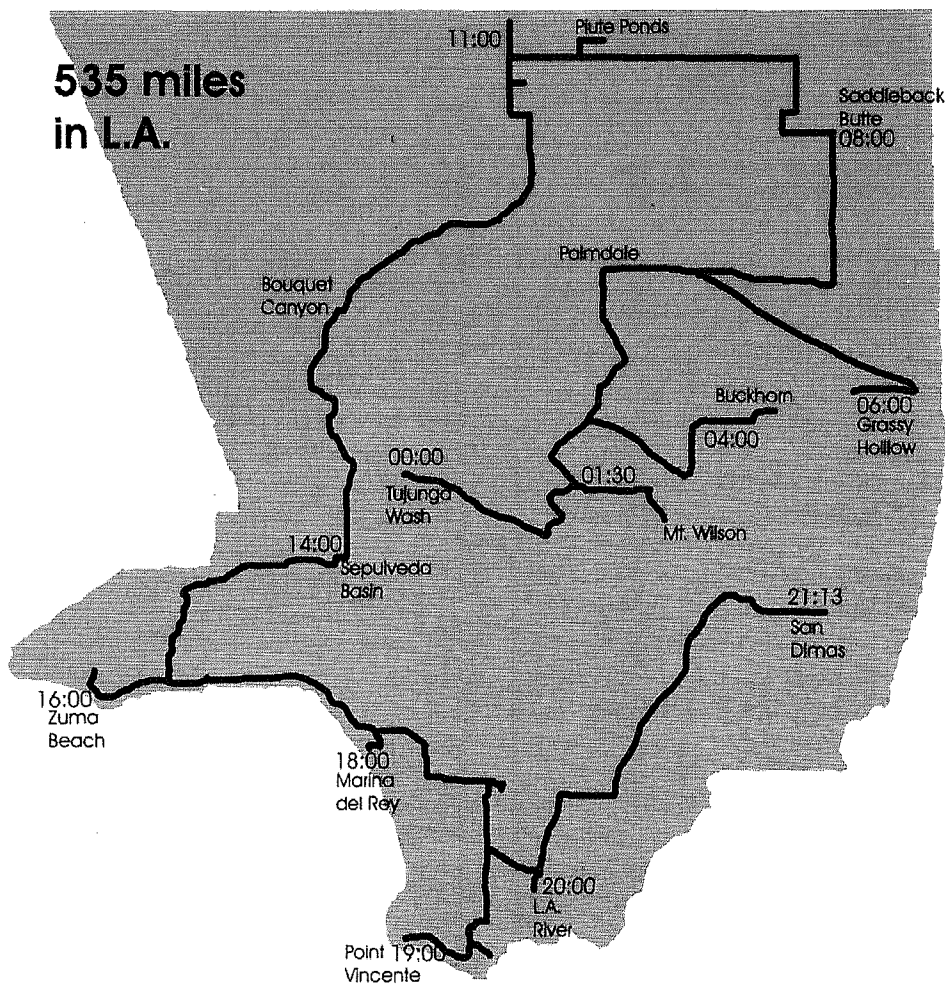 11:00
Piute Ponds
535 miles
in L.A.
Saddleback
Butte
08:00
Palmdale
Bouquet
Canyon
Buckhorn
06:00
Grassy
Holllow
04:00
00:00
01:30
Tujunga
Wash
Mt. Wilson
14:00
Sepulveda
Basin
21:13
San
Dimas
16:00
Zuma
Beach
18:00
Marina
del Rey
20:00
L.A.
River
Point 19:00
Vincente